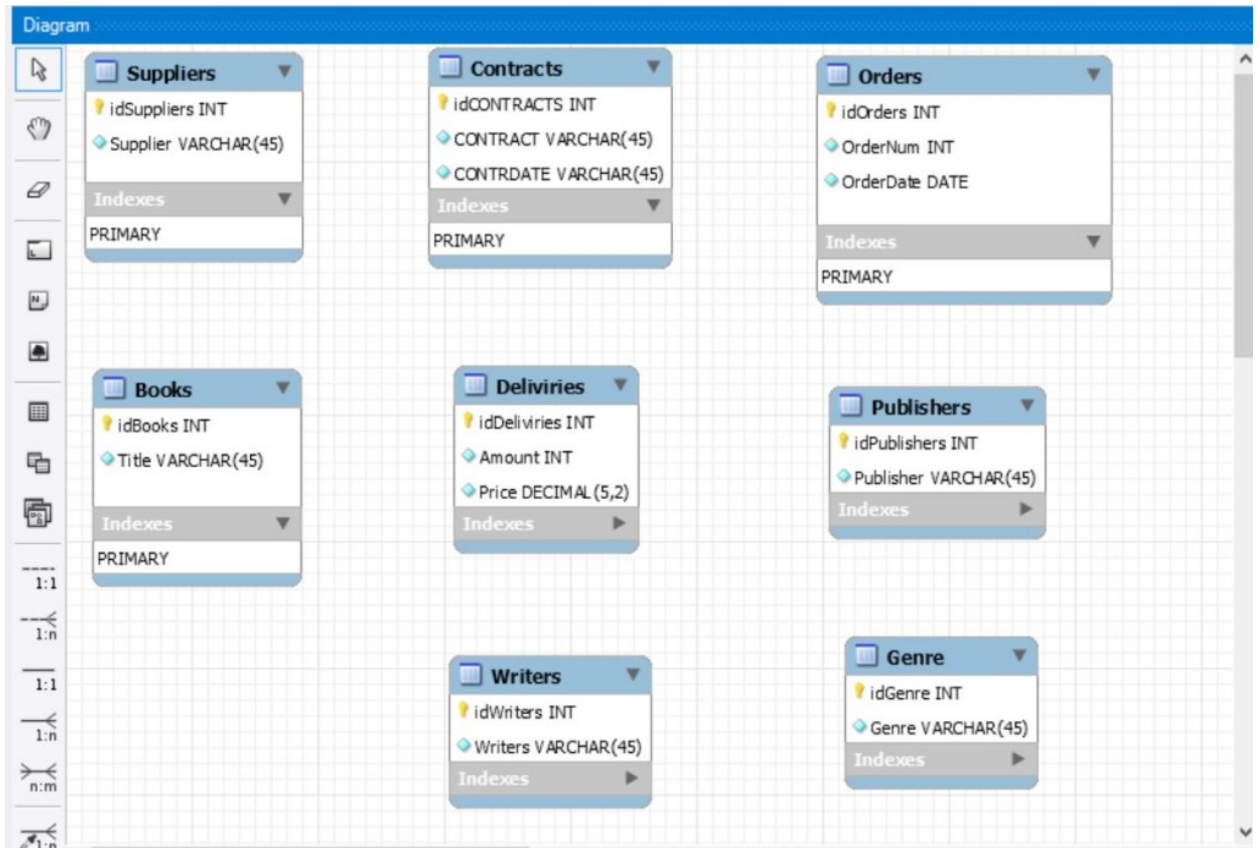 Diagram
Suppliers
idSuppliers INT
Supplier VARCHAR(45)
Indexes
PRIMARY
Contracts
idCONTRACTS INT
CONTRACT VARCHAR(45)
CONTRDATE VARCHAR(45)
Indexes
PRIMARY
Orders
idOrders INT
OrderNum INT
OrderDate DATE
Indexes
PRIMARY
Books
idBooks INT
Title VARCHAR(45)
Indexes
PRIMARY
Deliviries
idDeliviries INT
Amount INT
Price DECIMAL(5,2)
Indexes
Publishers
idPublishers INT
Publisher VARCHAR(45)
Indexes
Writers
idWriters INT
Writers VARCHAR(45)
Indexes
Genre
idGenre INT
Genre VARCHAR(45)
Indexes
1:1
1:n
1:1
1:n
n:m
1:n